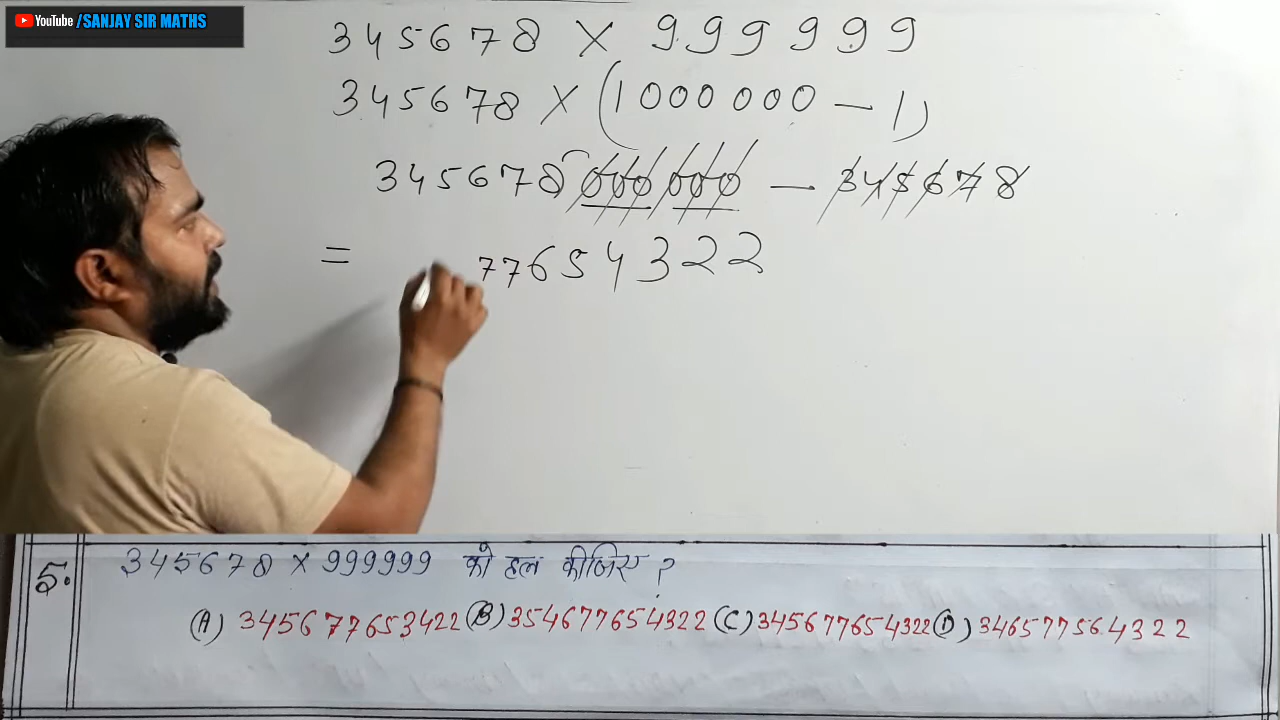 YouTube /SANJAY SIR MATHS
345678 × 999999
345678 × (1000000 – 1)
345678000000 – 345678
= 77654322
5. 345678 × 999999 को हल कीजिए ?
(A) 345677653422 (B) 354677654322 (C) 345677654322 (D) 346577564322